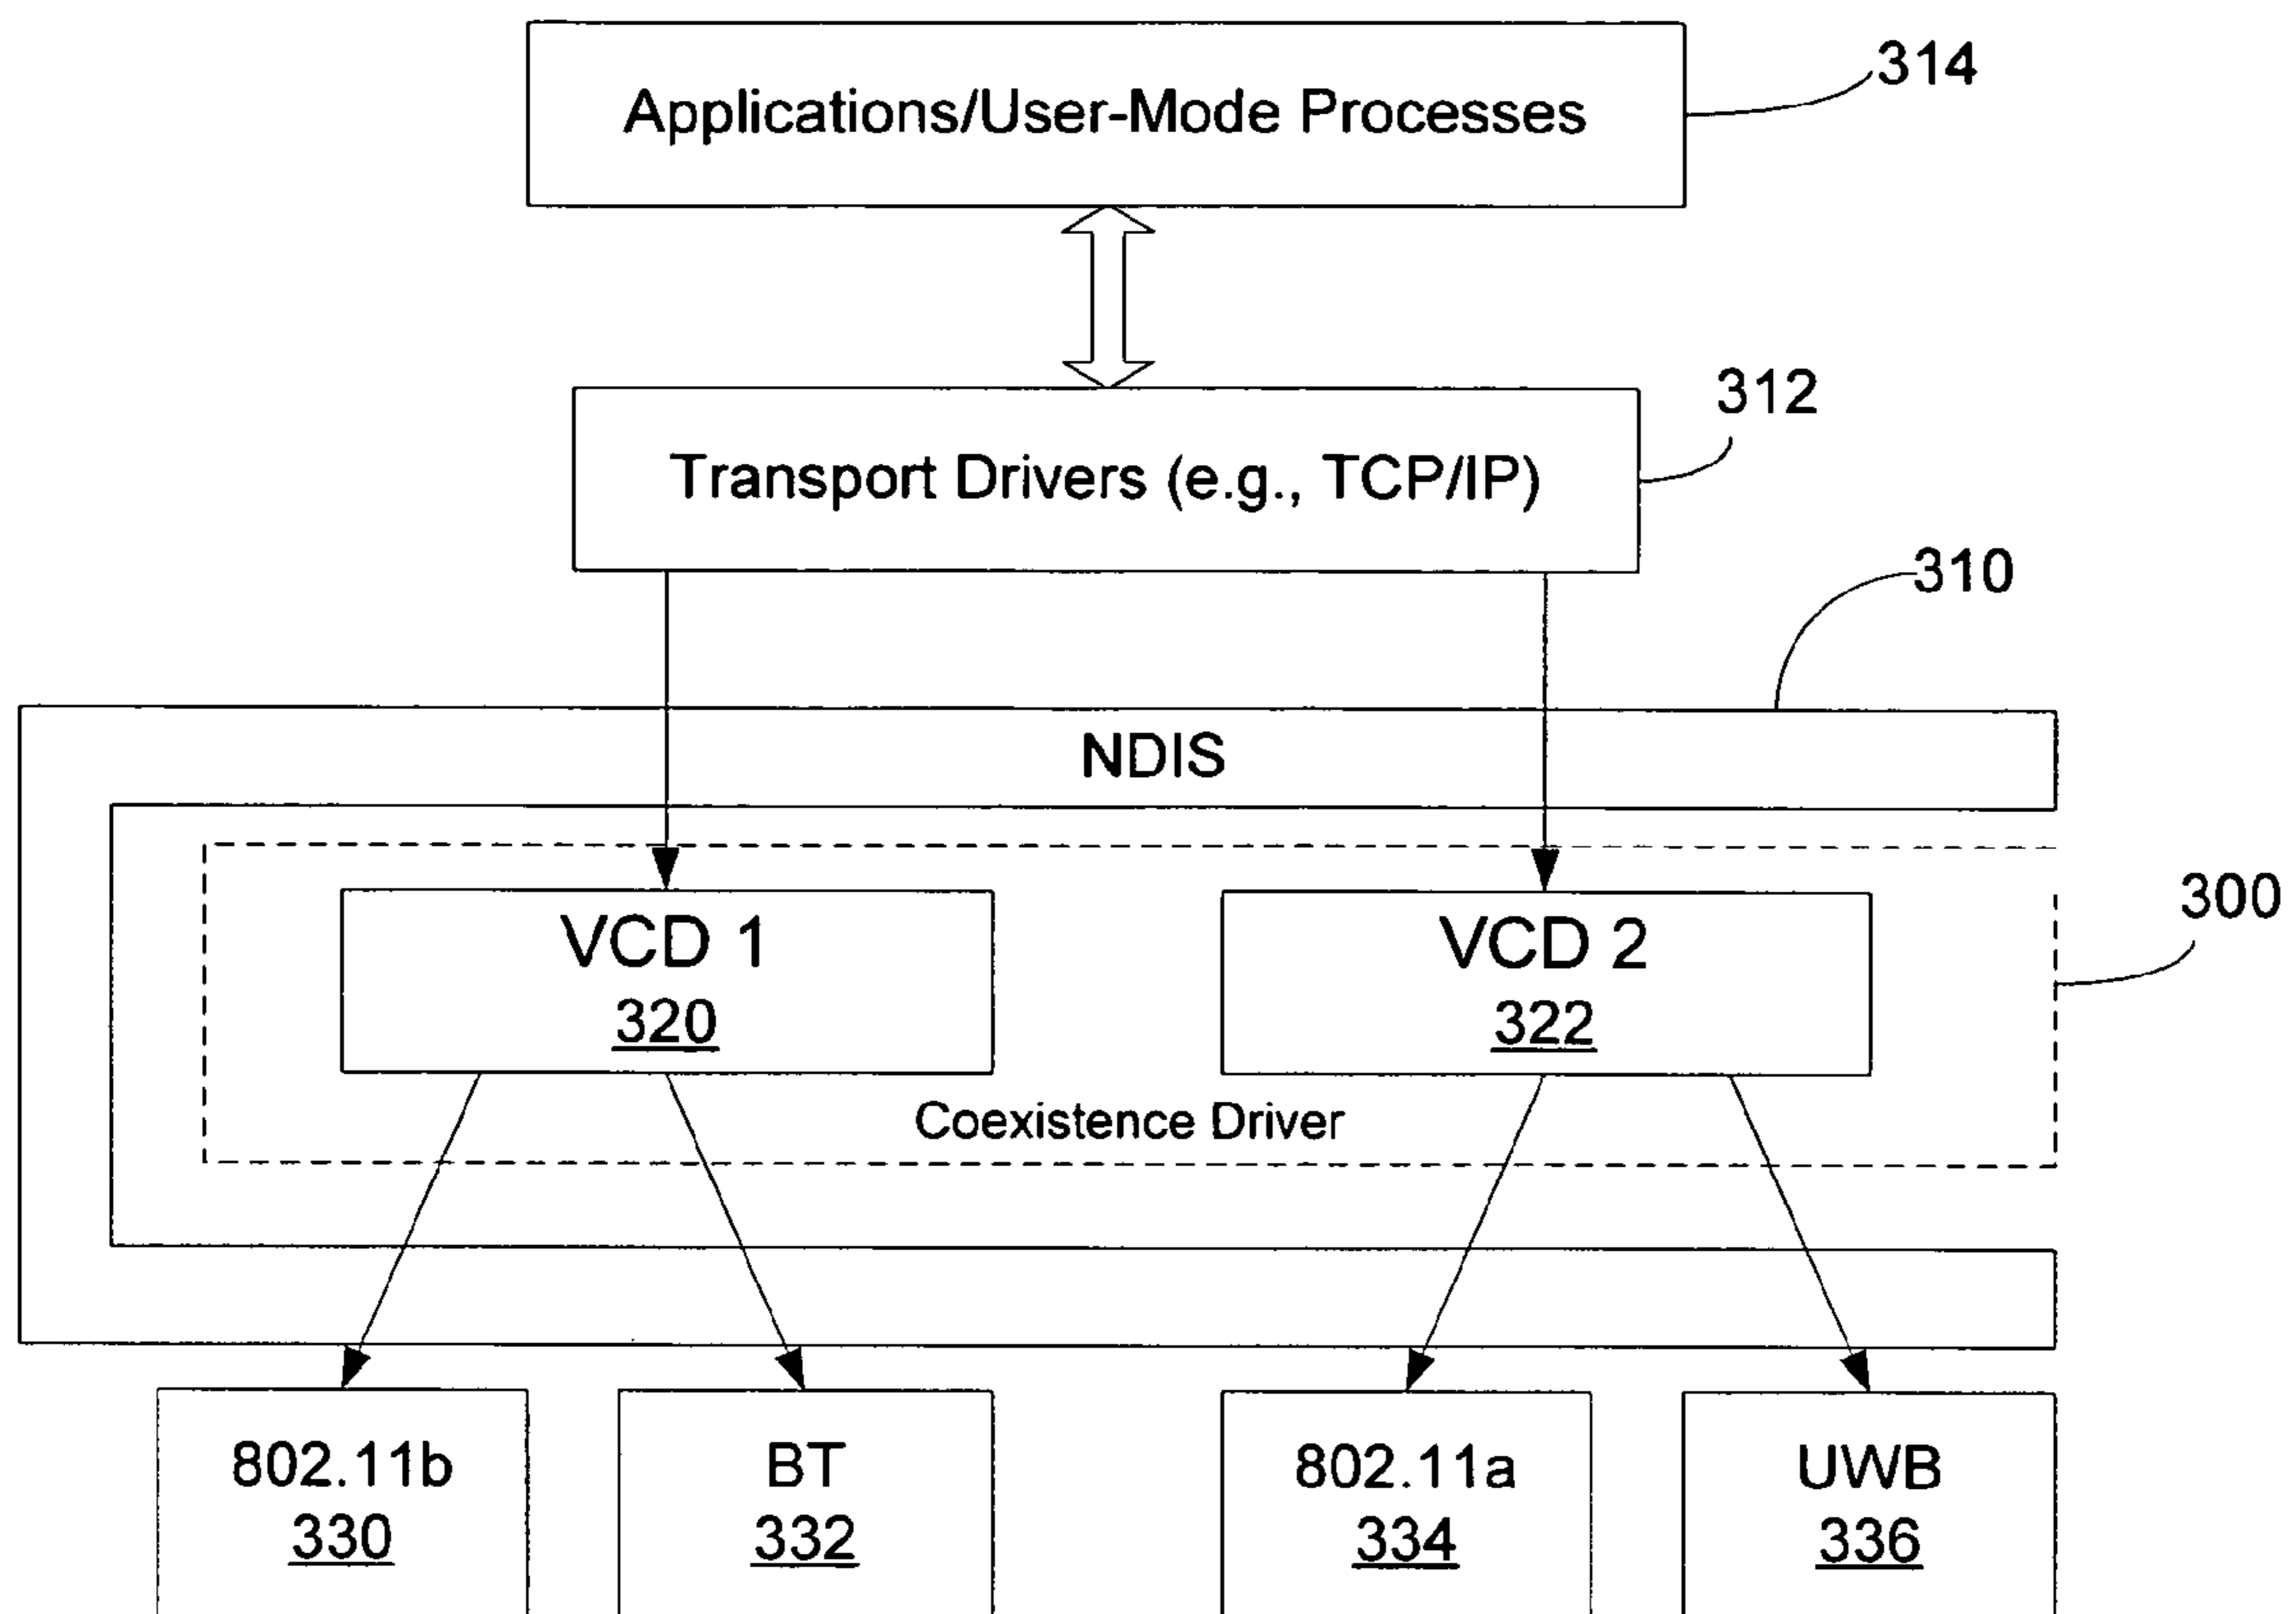 314
Applications/User-Mode Processes
312
Transport Drivers (e.g., TCP/IP)
310
NDIS
300
VCD 1
320
VCD 2
322
Coexistence Driver
802.11b
330
BT
332
802.11a
334
UWB
336